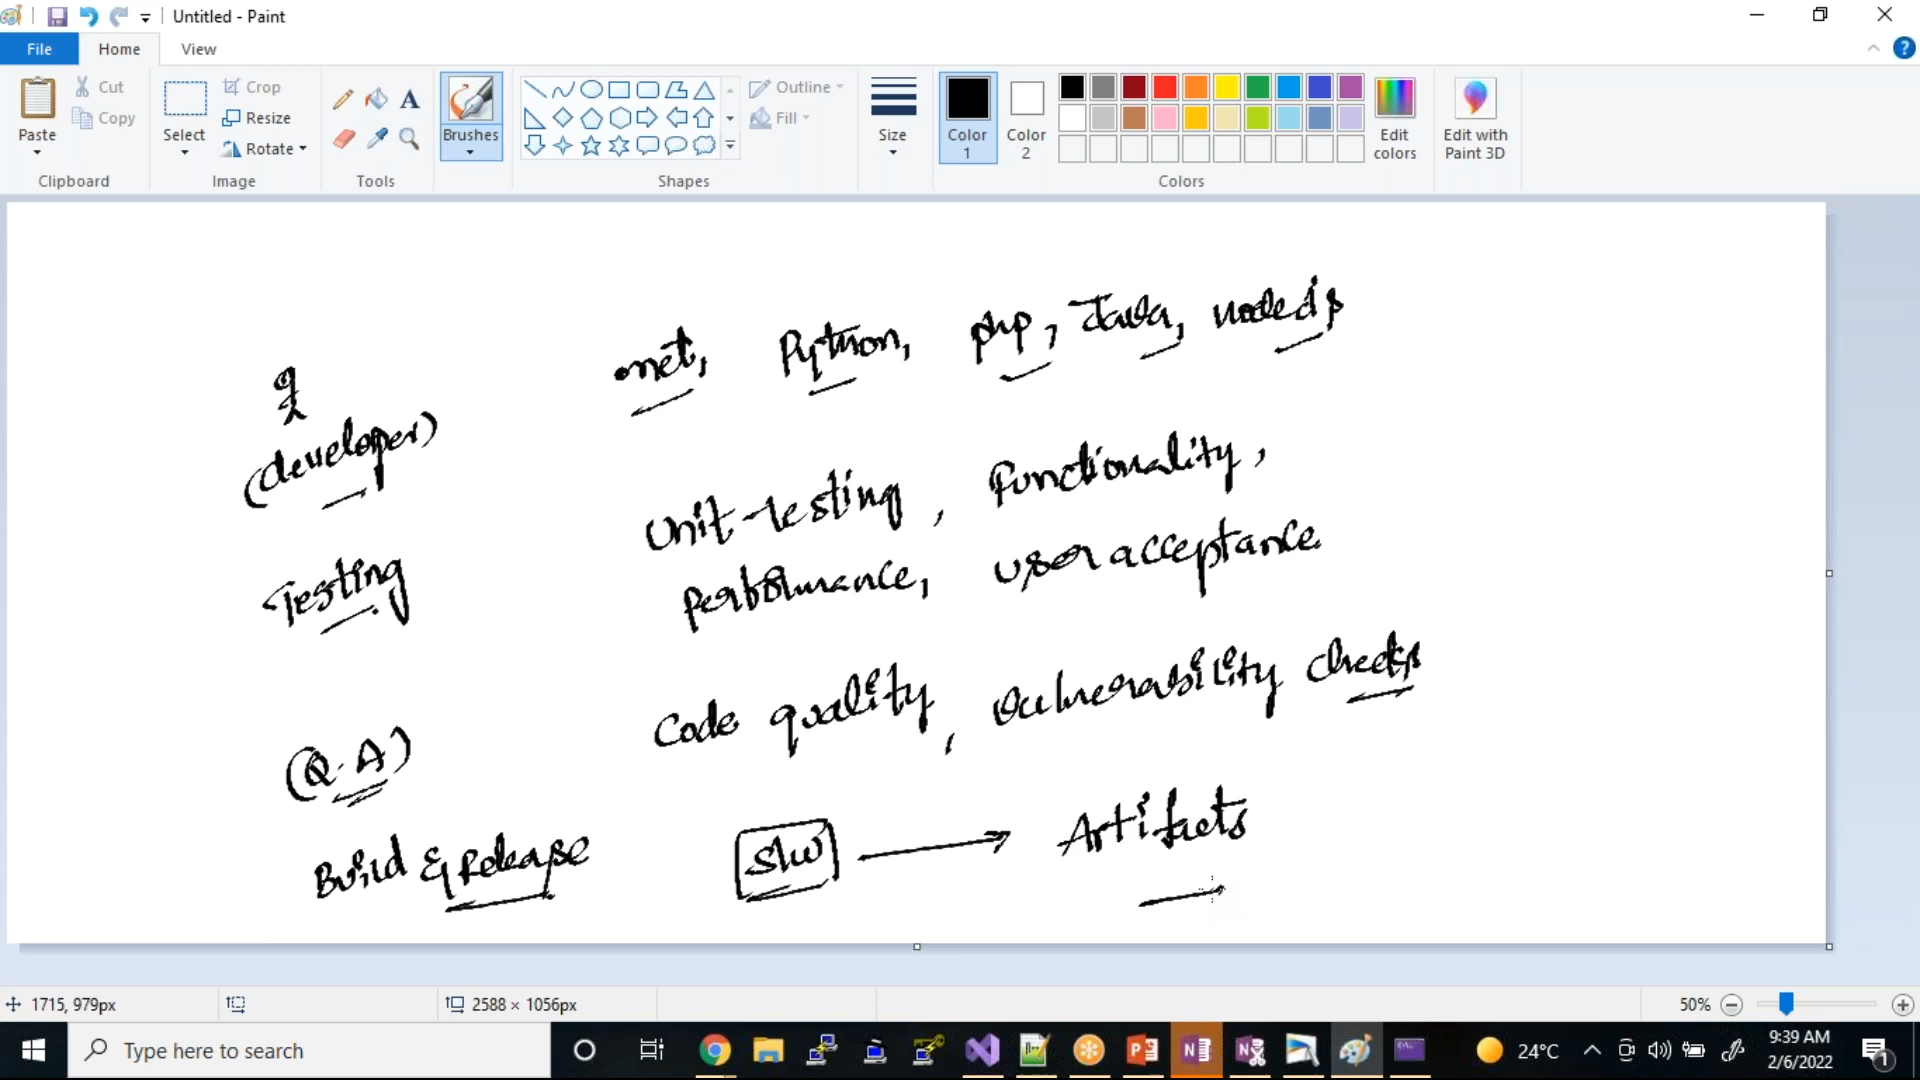 Untitled - Paint
File Home View
Paste Cut Copy Clipboard
Select Crop Resize Rotate Image
Tools
Brushes
Shapes Outline Fill
Size
Color 1 Color 2 Edit colors Colors
Edit with Paint 3D
.net, Python, php, Java, nodejs
(developer)
Unit-testing, Functionality,
Testing
performance, user acceptance
Code quality, Vulnerability checks
(Q.A)
Build & Release S/W Artifacts
1715, 979px 2588 × 1056px 50%
Type here to search 24°C 9:39 AM
2/6/2022 1